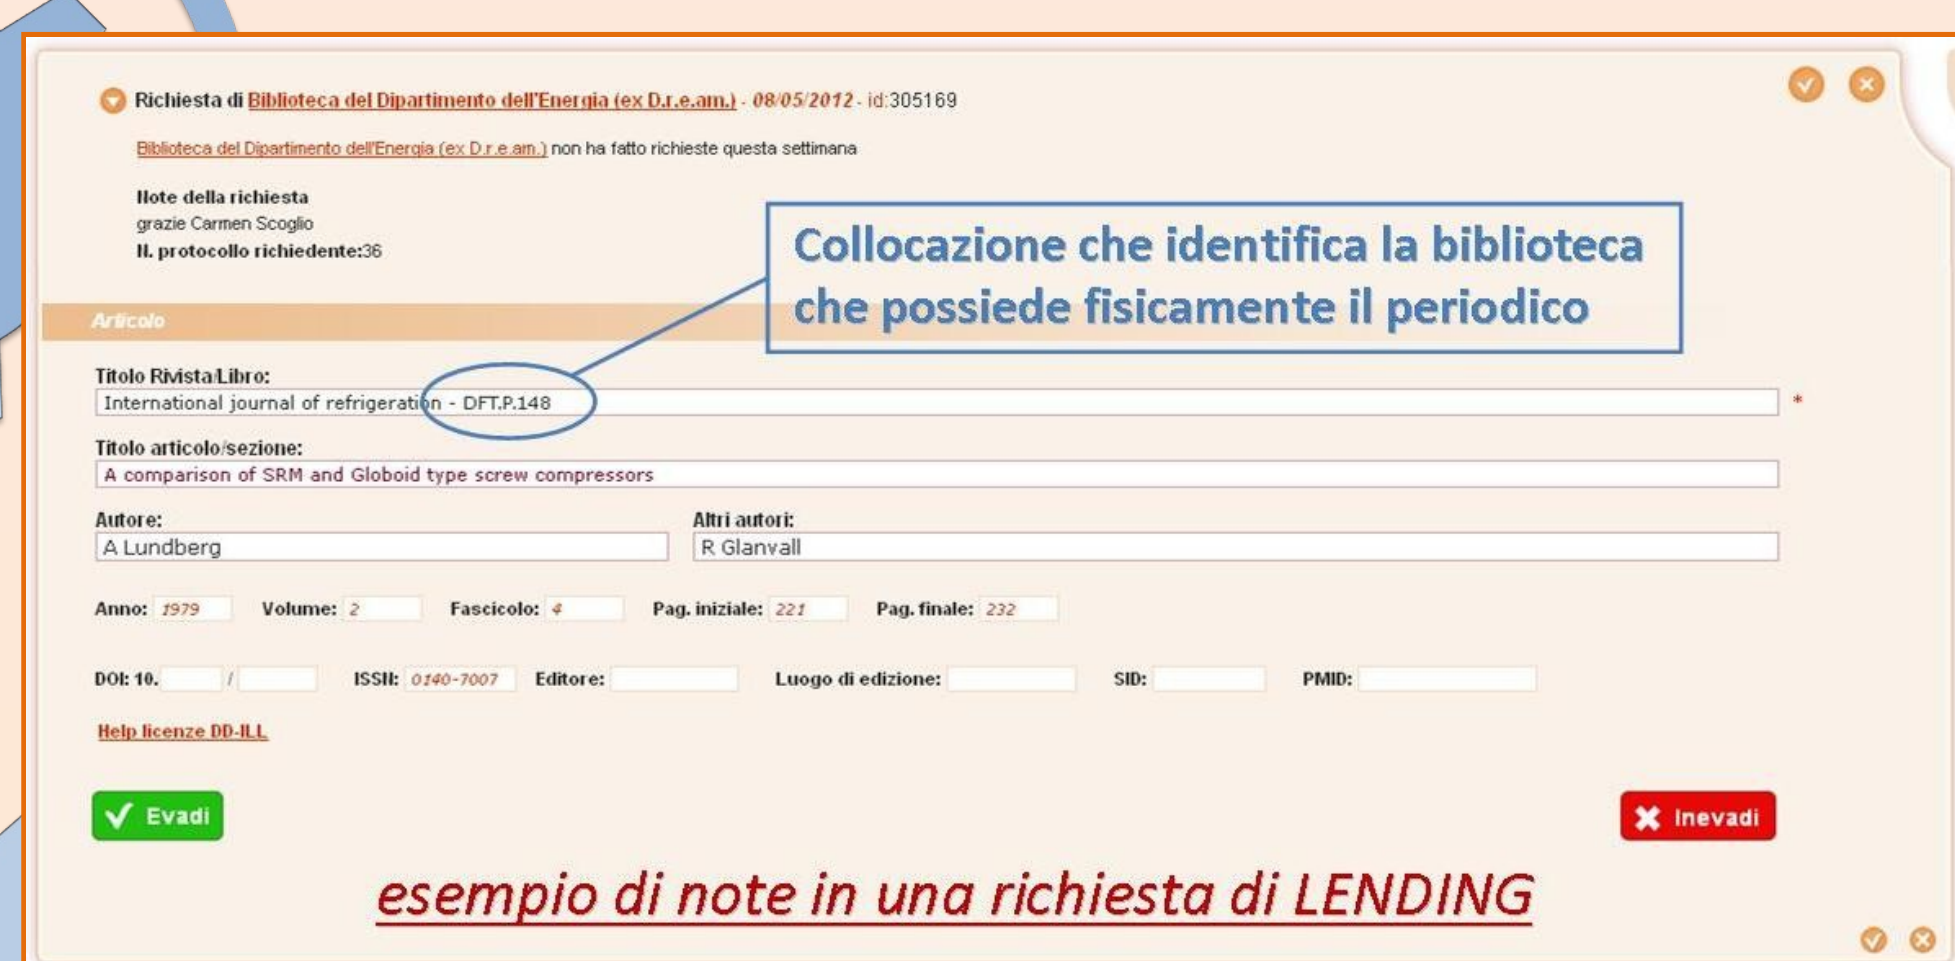 Richiesta di Biblioteca del Dipartimento dell'Energia (ex D.r.e.am.) - 08/05/2012 - id:305169
Biblioteca del Dipartimento dell'Energia (ex D.r.e.am.) non ha fatto richieste questa settimana
Note della richiesta
grazie Carmen Scoglio
N. protocollo richiedente:36
Collocazione che identifica la biblioteca
che possiede fisicamente il periodico
Articolo
Titolo Rivista/Libro:
International journal of refrigeration - DFT.P.148 *
Titolo articolo/sezione:
A comparison of SRM and Globoid type screw compressors
Autore: Altri autori:
A Lundberg R Glanvall
Anno: 1979 Volume: 2 Fascicolo: 4 Pag. iniziale: 221 Pag. finale: 232
DOI: 10. / ISSN: 0140-7007 Editore: Luogo di edizione: SID: PMID:
Help licenze DD-ILL
Evadi Inevadi
esempio di note in una richiesta di LENDING